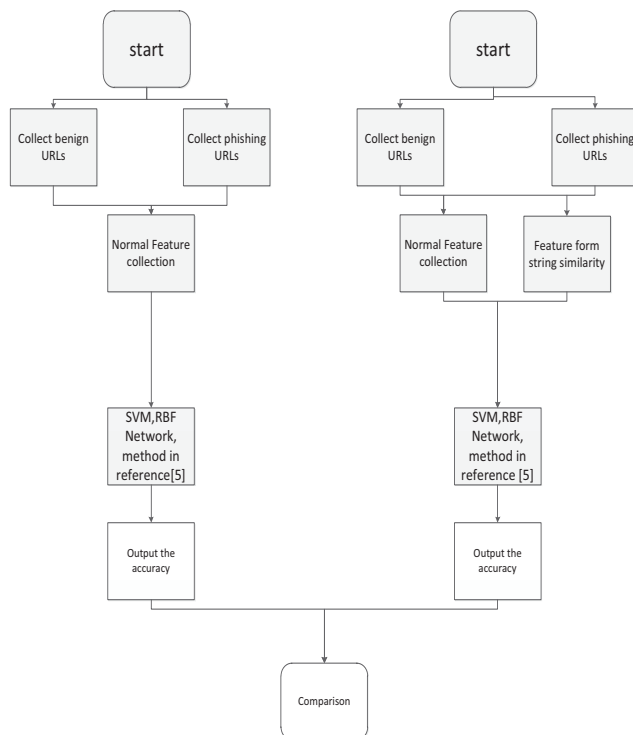 start
Collect benign
URLs
Collect phishing
URLs
Normal Feature
collection
SVM,RBF
Network,
method in
reference[5]
Output the
accuracy
start
Collect benign
URLs
Collect phishing
URLs
Normal Feature
collection
Feature form
string similarity
SVM,RBF
Network,
method in
reference [5]
Output the
accuracy
Comparison